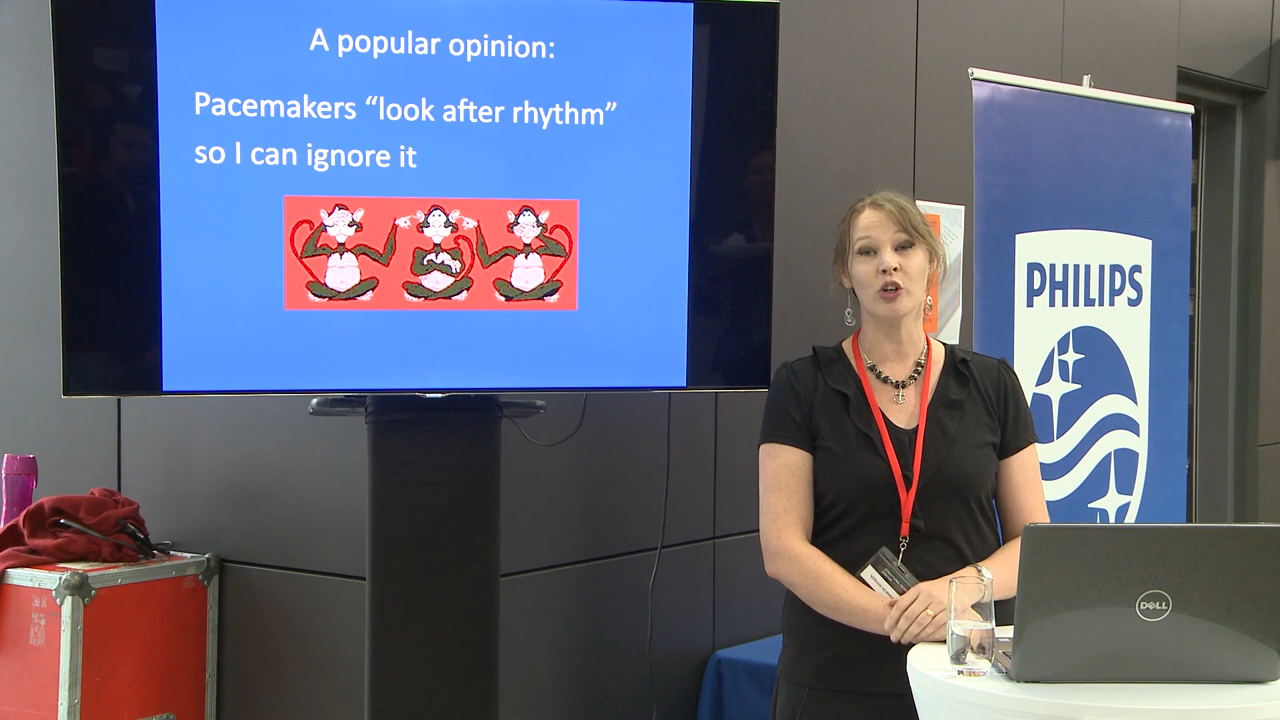 A popular opinion:
Pacemakers “look after rhythm”
so I can ignore it
PHILIPS
DELL